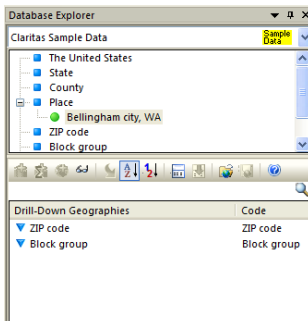 Database Explorer
Claritas Sample Data
Sample
Data
The United States
State
County
Place
Bellingham city, WA
ZIP code
Block group
Drill-Down Geographies Code
ZIP code ZIP code
Block group Block group